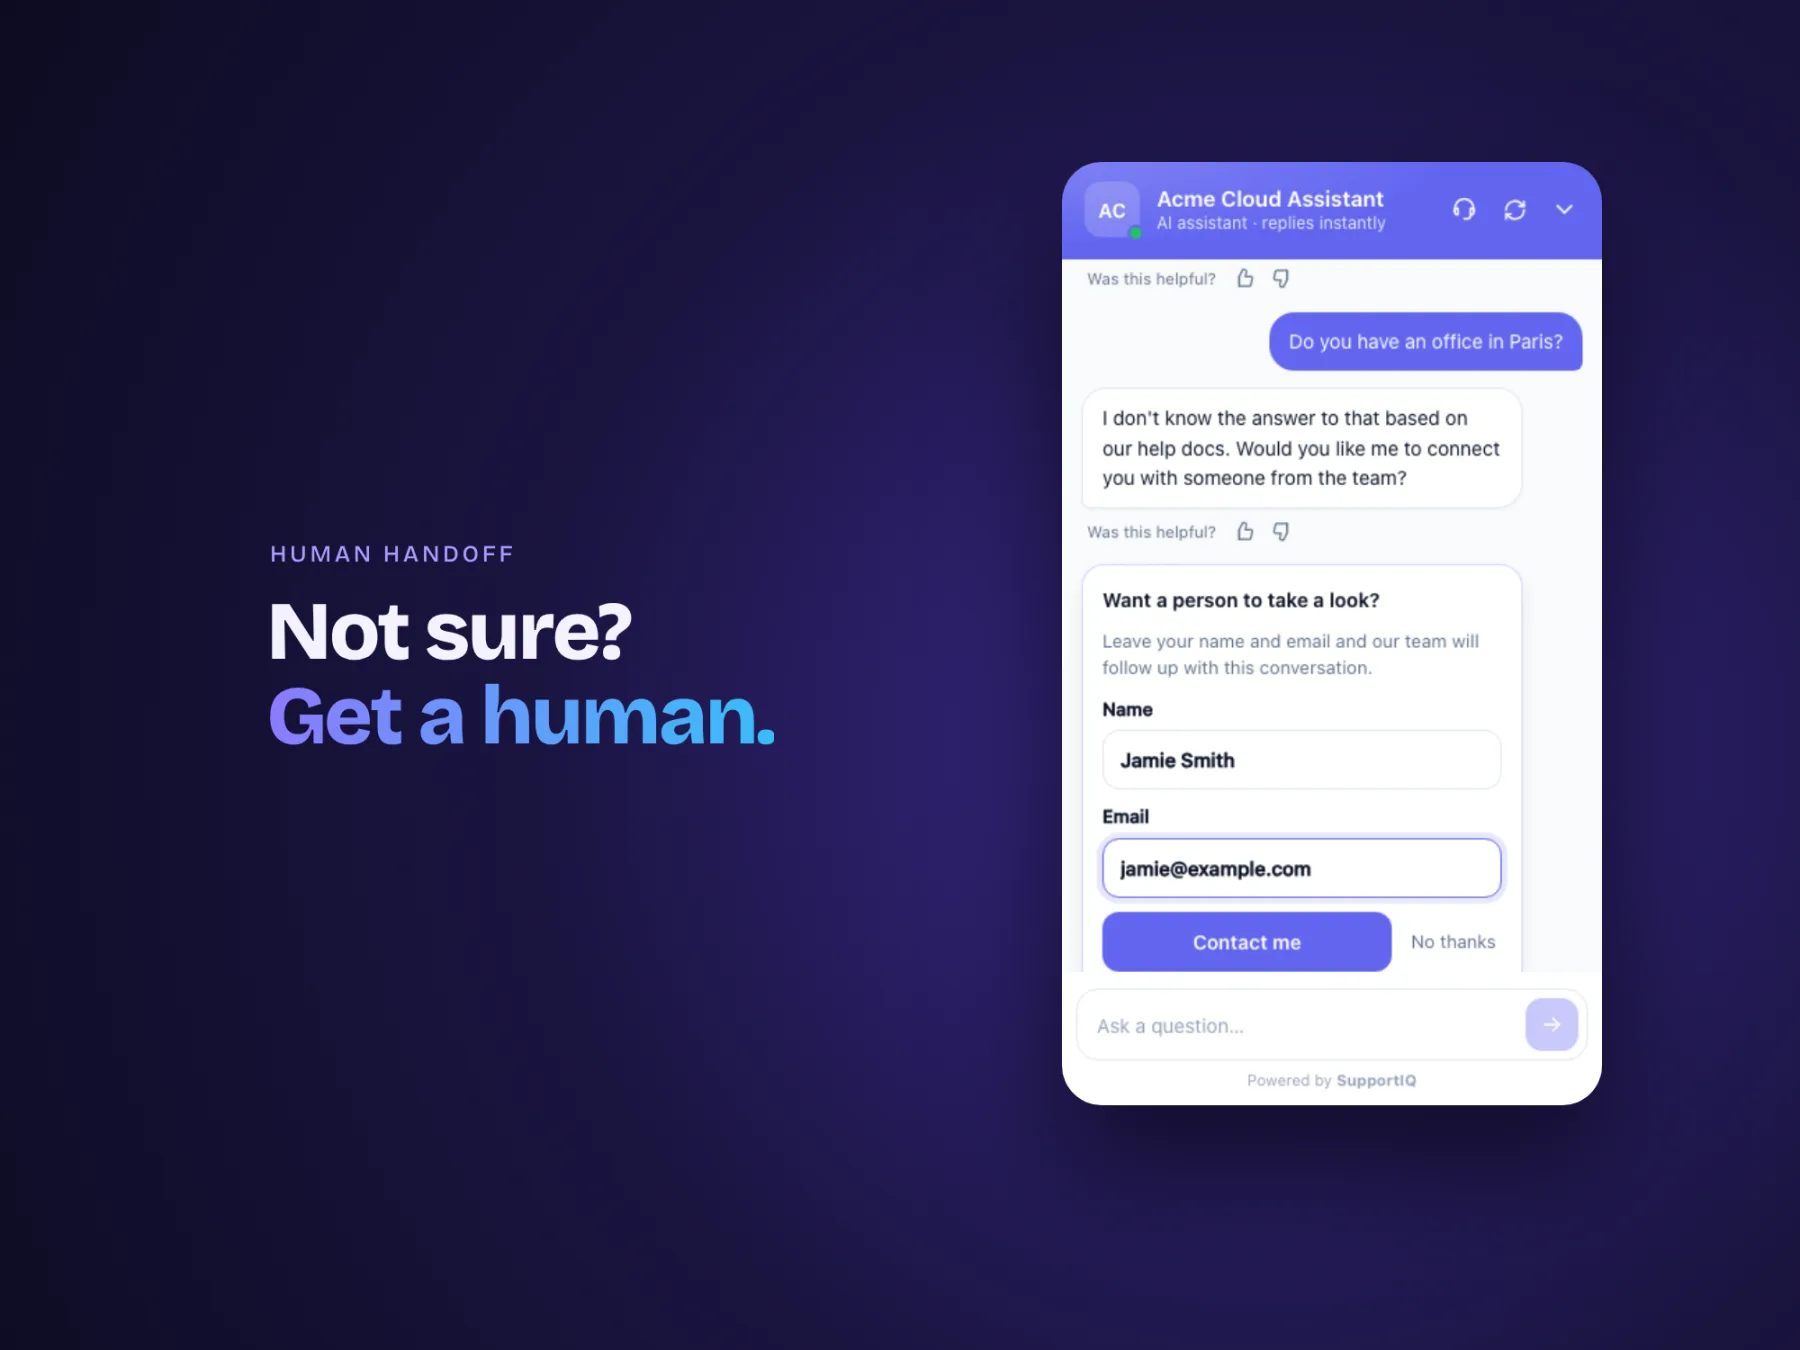 HUMAN HANDOFF
Not sure?
Get a human.
AC
Acme Cloud Assistant
AI assistant · replies instantly
Was this helpful?
Do you have an office in Paris?
I don't know the answer to that based on
our help docs. Would you like me to connect
you with someone from the team?
Was this helpful?
Want a person to take a look?
Leave your name and email and our team will
follow up with this conversation.
Name
Jamie Smith
Email
jamie@example.com
Contact me
No thanks
Ask a question...
Powered by SupportIQ